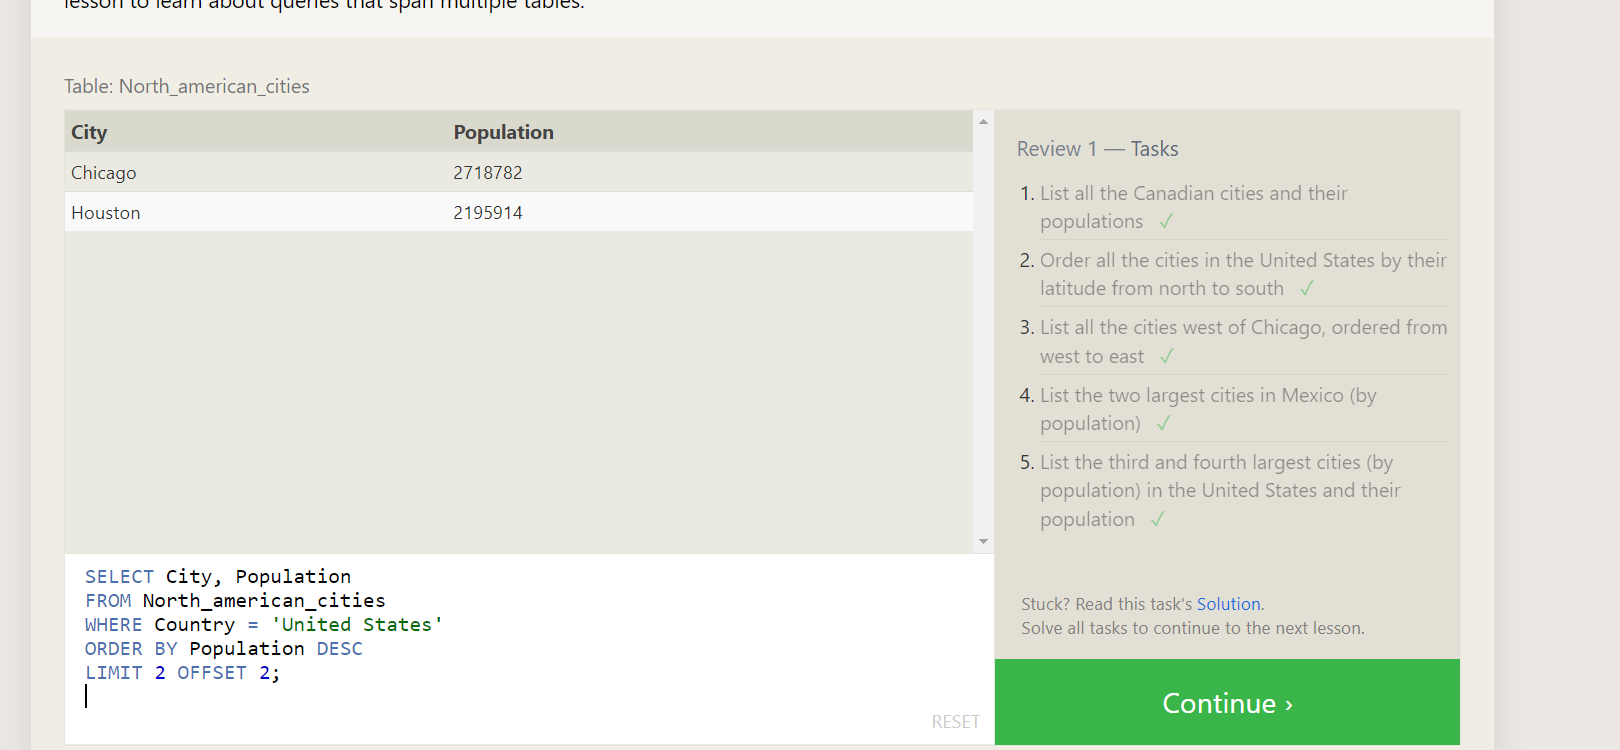 lesson to learn about queries that span multiple tables.
Table: North_american_cities
City Population
Chicago 2718782
Houston 2195914
SELECT City, Population
FROM North_american_cities
WHERE Country = 'United States'
ORDER BY Population DESC
LIMIT 2 OFFSET 2;
RESET
Review 1 — Tasks
1. List all the Canadian cities and their
populations ✓
2. Order all the cities in the United States by their
latitude from north to south ✓
3. List all the cities west of Chicago, ordered from
west to east ✓
4. List the two largest cities in Mexico (by
population) ✓
5. List the third and fourth largest cities (by
population) in the United States and their
population ✓
Stuck? Read this task's Solution.
Solve all tasks to continue to the next lesson.
Continue ›